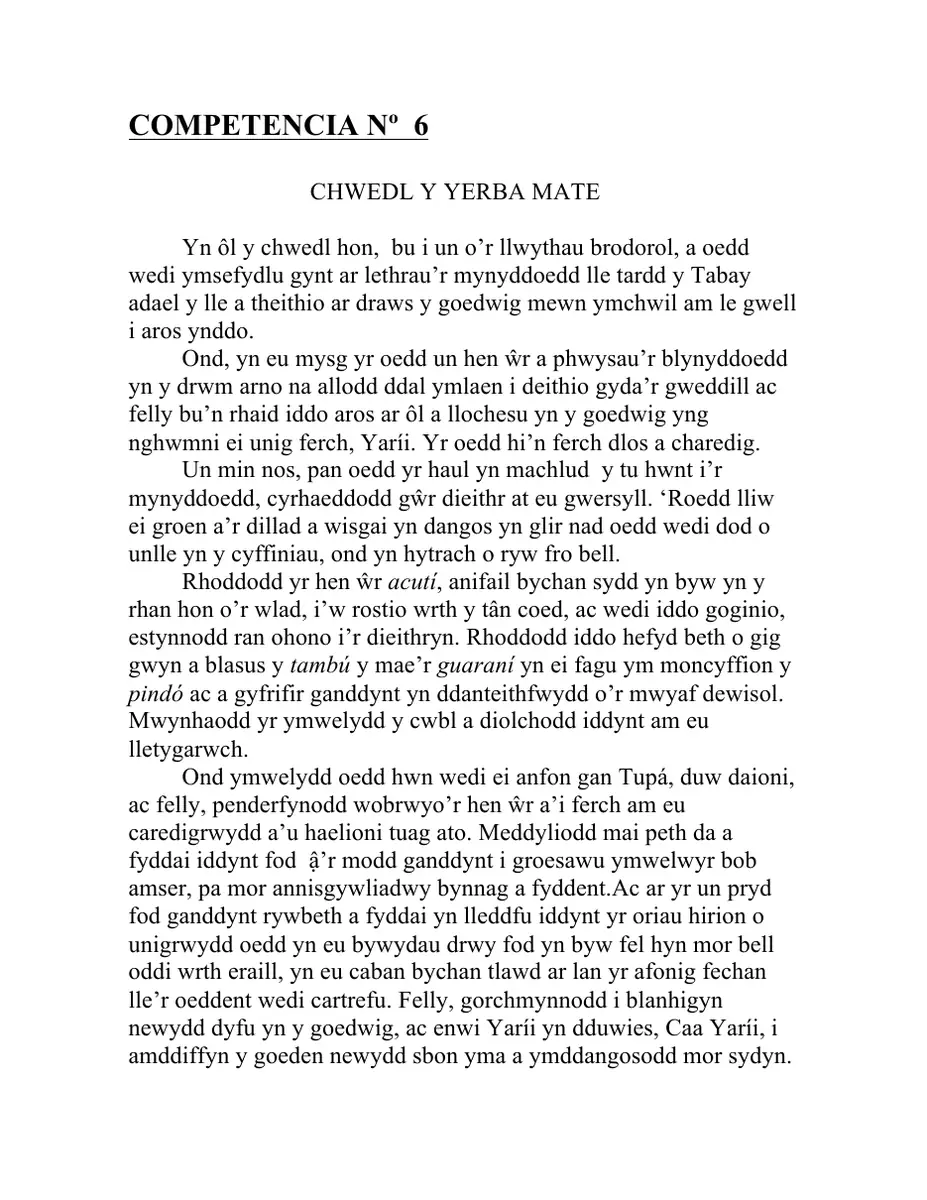 COMPETENCIA Nº 6
CHWEDL Y YERBA MATE
Yn ôl y chwedl hon, bu i un o’r llwythau brodorol, a oedd
wedi ymsefydlu gynt ar lethrau’r mynyddoedd lle tardd y Tabay
adael y lle a theithio ar draws y goedwig mewn ymchwil am le gwell
i aros ynddo.
Ond, yn eu mysg yr oedd un hen ŵr a phwysau’r blynyddoedd
yn y drwm arno na allodd ddal ymlaen i deithio gyda’r gweddill ac
felly bu’n rhaid iddo aros ar ôl a llochesu yn y goedwig yng
nghwmni ei unig ferch, Yaríi. Yr oedd hi’n ferch dlos a charedig.
Un min nos, pan oedd yr haul yn machlud y tu hwnt i’r
mynyddoedd, cyrhaeddodd gŵr dieithr at eu gwersyll. ‘Roedd lliw
ei groen a’r dillad a wisgai yn dangos yn glir nad oedd wedi dod o
unlle yn y cyffiniau, ond yn hytrach o ryw fro bell.
Rhoddodd yr hen ŵr acutí, anifail bychan sydd yn byw yn y
rhan hon o’r wlad, i’w rostio wrth y tân coed, ac wedi iddo goginio,
estynnodd ran ohono i’r dieithryn. Rhoddodd iddo hefyd beth o gig
gwyn a blasus y tambú y mae’r guaraní yn ei fagu ym moncyffion y
pindó ac a gyfrifir ganddynt yn ddanteithfwydd o’r mwyaf dewisol.
Mwynhaodd yr ymwelydd y cwbl a diolchodd iddynt am eu
lletygarwch.
Ond ymwelydd oedd hwn wedi ei anfon gan Tupá, duw daioni,
ac felly, penderfynodd wobrwyo’r hen ŵr a’i ferch am eu
caredigrwydd a’u haelioni tuag ato. Meddyliodd mai peth da a
fyddai iddynt fod ậ’r modd ganddynt i groesawu ymwelwyr bob
amser, pa mor annisgywliadwy bynnag a fyddent.Ac ar yr un pryd
fod ganddynt rywbeth a fyddai yn lleddfu iddynt yr oriau hirion o
unigrwydd oedd yn eu bywydau drwy fod yn byw fel hyn mor bell
oddi wrth eraill, yn eu caban bychan tlawd ar lan yr afonig fechan
lle’r oeddent wedi cartrefu. Felly, gorchmynnodd i blanhigyn
newydd dyfu yn y goedwig, ac enwi Yaríi yn dduwies, Caa Yaríi, i
amddiffyn y goeden newydd sbon yma a ymddangosodd mor sydyn.